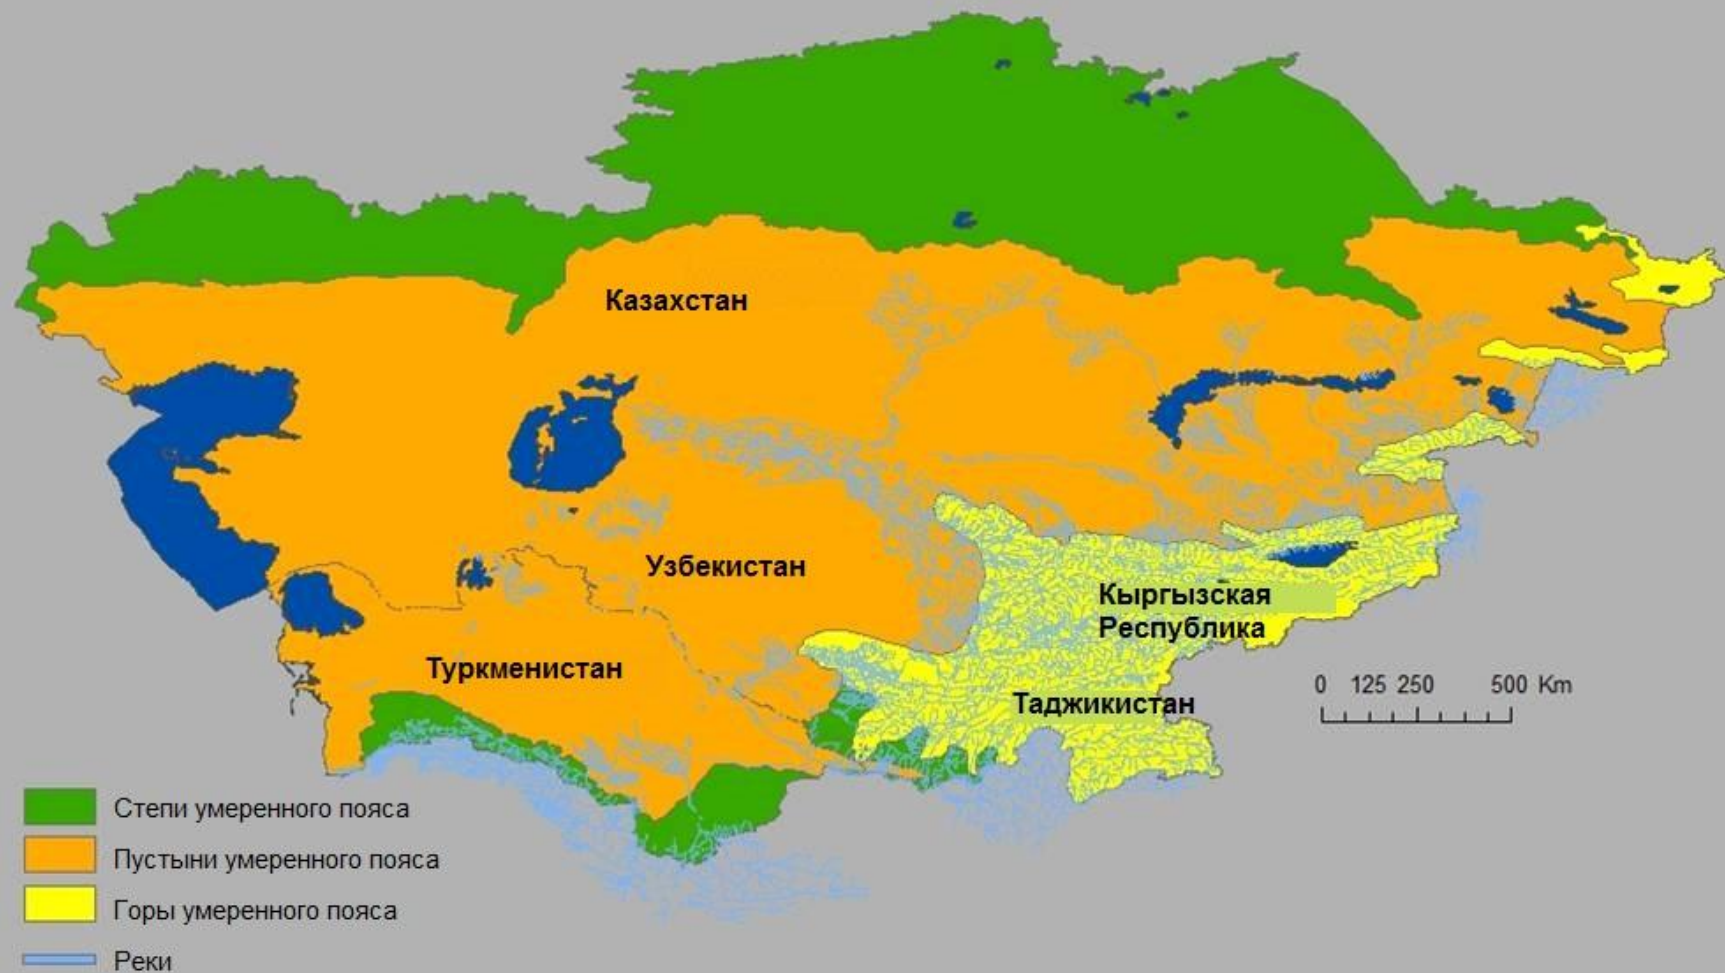 Казахстан
Узбекистан
Кыргызская
Республика
Туркменистан
Таджикистан
0 125 250 500 Km
Степи умеренного пояса
Пустыни умеренного пояса
Горы умеренного пояса
Реки